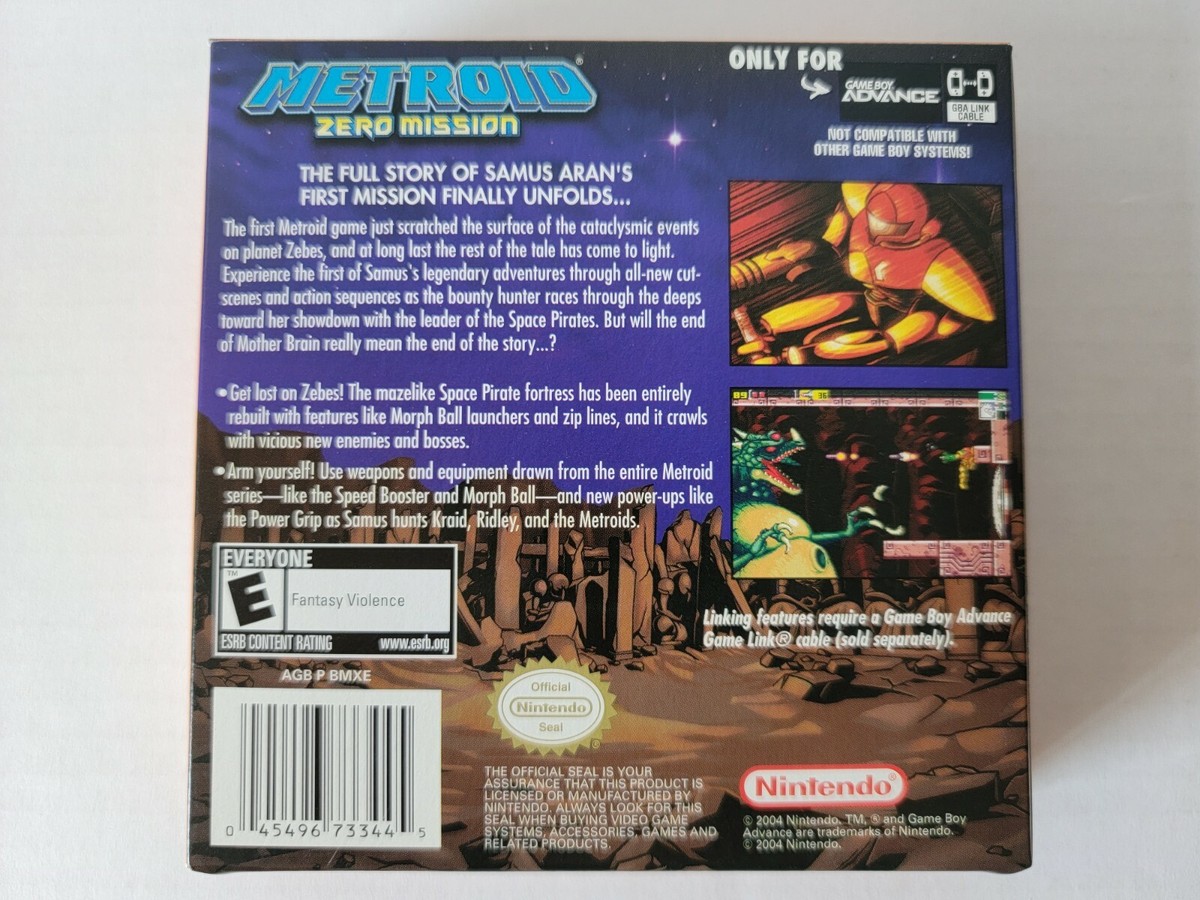 METROID®
ZERO MISSION
ONLY FOR
GAME BOY
ADVANCE
GBA LINK
CABLE
NOT COMPATIBLE WITH
OTHER GAME BOY SYSTEMS!
THE FULL STORY OF SAMUS ARAN'S
FIRST MISSION FINALLY UNFOLDS...
The first Metroid game just scratched the surface of the cataclysmic events
on planet Zebes, and at long last the rest of the tale has come to light.
Experience the first of Samus's legendary adventures through all-new cut-
scenes and action sequences as the bounty hunter races through the deeps
toward her showdown with the leader of the Space Pirates. But will the end
of Mother Brain really mean the end of the story...?
•Get lost on Zebes! The mazelike Space Pirate fortress has been entirely
rebuilt with features like Morph Ball launchers and zip lines, and it crawls
with vicious new enemies and bosses.
•Arm yourself! Use weapons and equipment drawn from the entire Metroid
series—like the Speed Booster and Morph Ball—and new power-ups like
the Power Grip as Samus hunts Kraid, Ridley, and the Metroids.
89
36
Linking features require a Game Boy Advance
Game Link® cable (sold separately).
EVERYONE
E™
Fantasy Violence
ESRB CONTENT RATING www.esrb.org
AGB P BMXE
0 45496 73344 5
Official
Nintendo
Seal
®
THE OFFICIAL SEAL IS YOUR
ASSURANCE THAT THIS PRODUCT IS
LICENSED OR MANUFACTURED BY
NINTENDO. ALWAYS LOOK FOR THIS
SEAL WHEN BUYING VIDEO GAME
SYSTEMS, ACCESSORIES, GAMES AND
RELATED PRODUCTS.
Nintendo®
© 2004 Nintendo. TM, ® and Game Boy
Advance are trademarks of Nintendo.
© 2004 Nintendo.